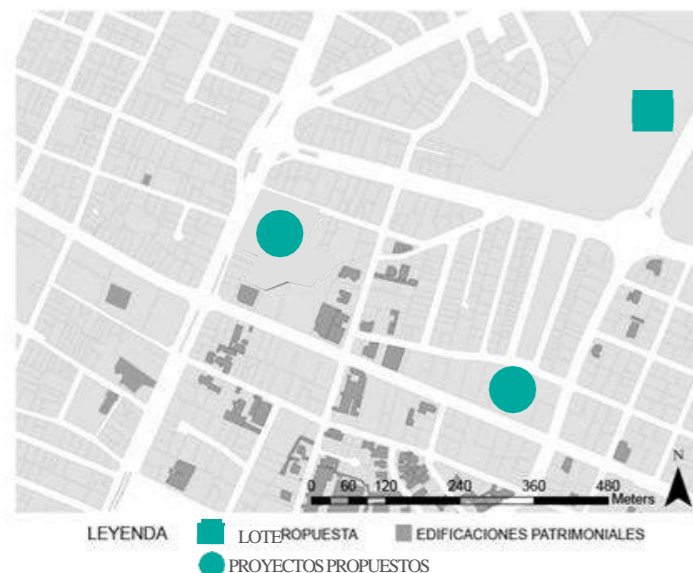 N
0 60 120 240 360 480
Meters
LEYENDA LOTE ROPUESTA EDIFICACIONES PATRIMONIALES
PROYECTOS PROPUESTOS